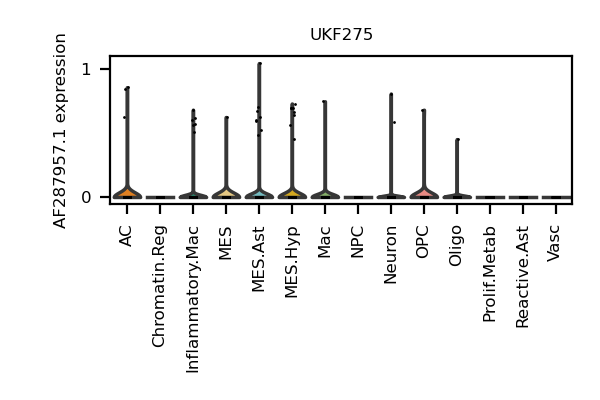 UKF275
AF287957.1 expression
1
0
AC
Chromatin.Reg
Inflammatory.Mac
MES
MES.Ast
MES.Hyp
Mac
NPC
Neuron
OPC
Oligo
Prolif.Metab
Reactive.Ast
Vasc